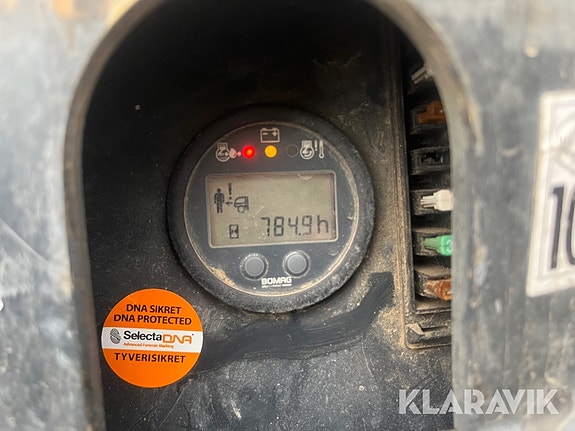 784.9h
BOMAG
DNA SIKRET
DNA PROTECTED
SelectaDNA
Advanced Forensic Marking
TYVERISIKRET
10
KLARAVIK